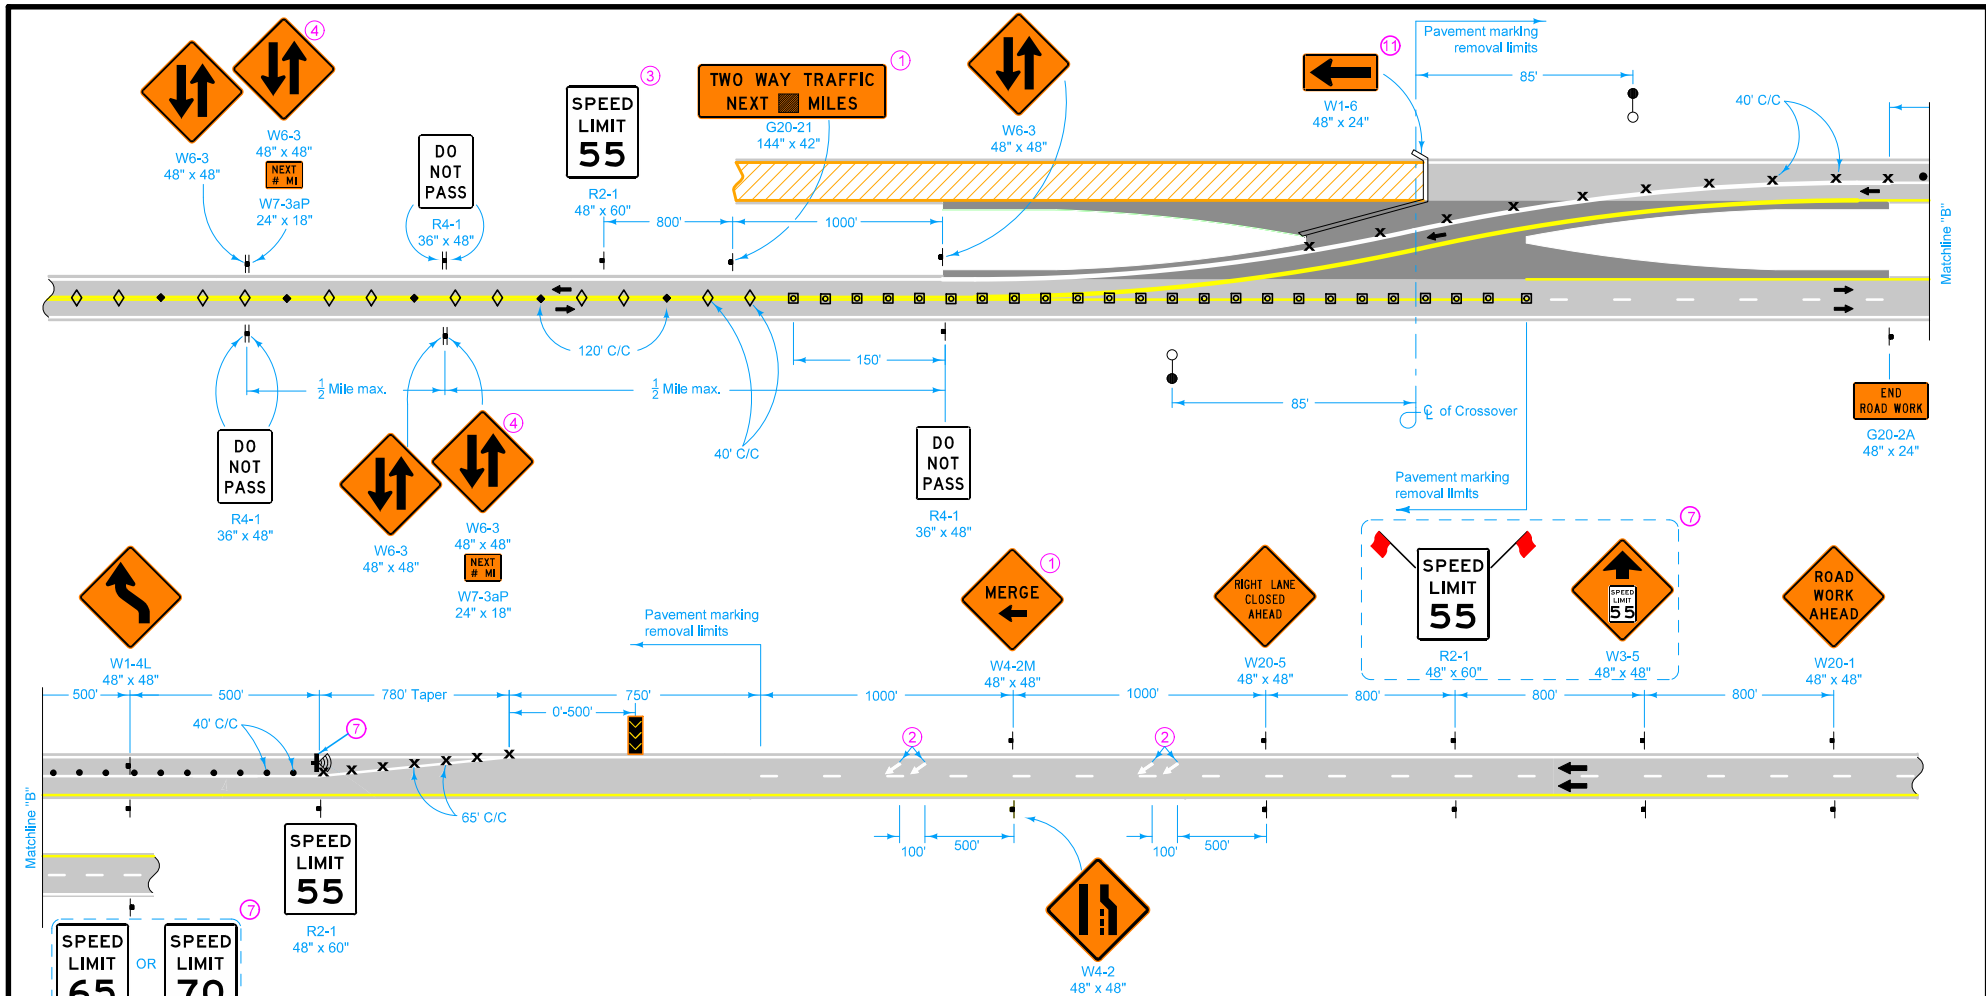 4
W6-3
48" x 48"
W6-3
48" x 48"
NEXT
# MI
W7-3aP
24" x 18"
DO
NOT
PASS
R4-1
36" x 48"
3
SPEED
LIMIT
55
R2-1
48" x 60"
800'
1
TWO WAY TRAFFIC
NEXT MILES
G20-21
144" x 42"
1000'
W6-3
48" x 48"
11
W1-6
48" x 24"
Pavement marking
removal limits
85'
40' C/C
Matchline "B"
120' C/C
150'
1/2 Mile max.
1/2 Mile max.
40' C/C
85'
℄ of Crossover
END
ROAD WORK
G20-2A
48" x 24"
DO
NOT
PASS
R4-1
36" x 48"
W6-3
48" x 48"
4
W6-3
48" x 48"
NEXT
# MI
W7-3aP
24" x 18"
DO
NOT
PASS
R4-1
36" x 48"
Pavement marking
removal limits
7
W1-4L
48" x 48"
Pavement marking
removal limits
1
MERGE
W4-2M
48" x 48"
RIGHT LANE
CLOSED
AHEAD
W20-5
48" x 48"
SPEED
LIMIT
55
R2-1
48" x 60"
SPEED
LIMIT
55
W3-5
48" x 48"
ROAD
WORK
AHEAD
W20-1
48" x 48"
500'
500'
780' Taper
750'
1000'
1000'
800'
800'
800'
0'-500'
40' C/C
7
2
2
65' C/C
100'
500'
100'
500'
Matchline "B"
SPEED
LIMIT
55
R2-1
48" x 60"
W4-2
48" x 48"
7
SPEED
LIMIT
65
OR
SPEED
LIMIT
70